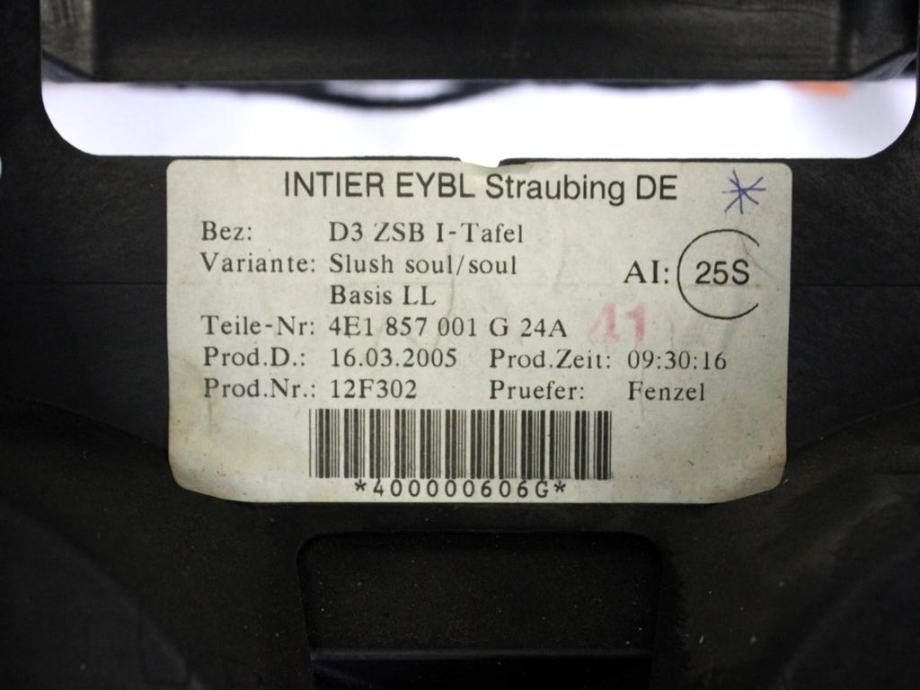 INTIER EYBL Straubing DE
Bez: D3 ZSB I-Tafel
Variante: Slush soul/soul
Basis LL
AI: 25S
Teile-Nr: 4E1 857 001 G 24A
41
Prod.D.: 16.03.2005 Prod.Zeit: 09:30:16
Prod.Nr.: 12F302 Pruefer: Fenzel
*400000606G*